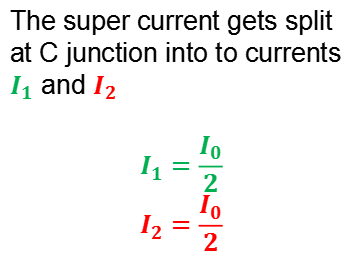 The super current gets split
at C junction into to currents
I₁ and I₂
I₁ = I₀/2
I₂ = I₀/2